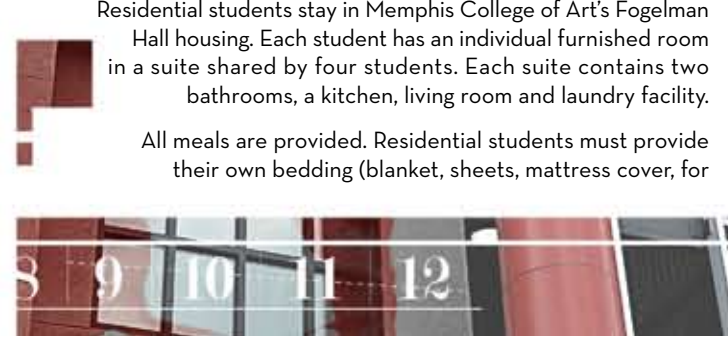 Residential students stay in Memphis College of Art's Fogelman
Hall housing. Each student has an individual furnished room
in a suite shared by four students. Each suite contains two
bathrooms, a kitchen, living room and laundry facility.
All meals are provided. Residential students must provide
their own bedding (blanket, sheets, mattress cover, for
8 9 10 11 12